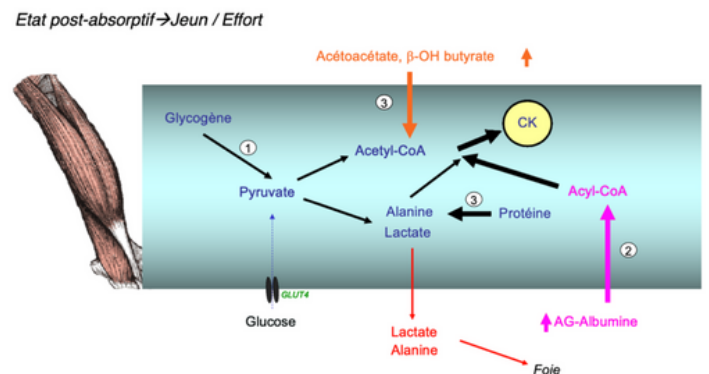 Etat post-absorptif→Jeun / Effort
Acétoacétate, β-OH butyrate
3
Glycogène
CK
1
Acetyl-CoA
Pyruvate
Acyl-CoA
Alanine
3
Protéine
Lactate
2
GLUT4
Glucose
AG-Albumine
Lactate
Alanine
Foie